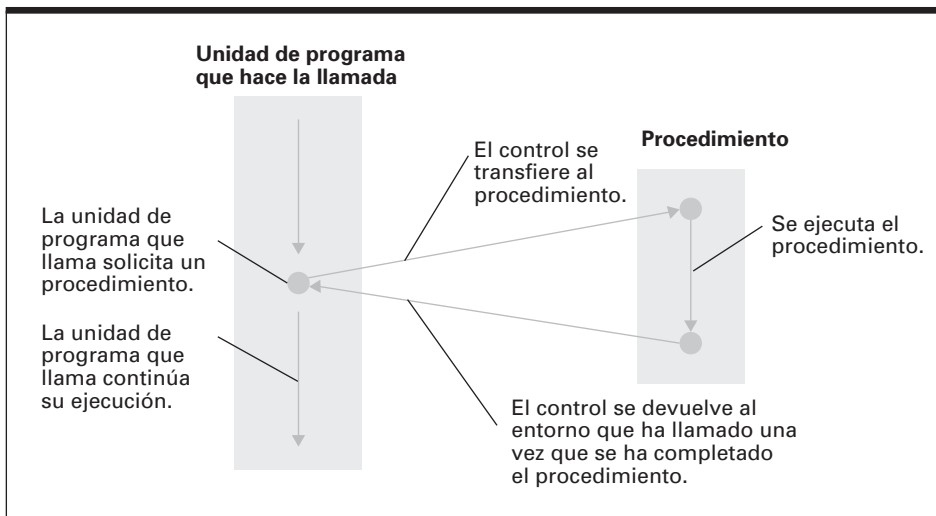 Unidad de programa
que hace la llamada
El control se
transfiere al
procedimiento.
Procedimiento
La unidad de
programa que
llama solicita un
procedimiento.
Se ejecuta el
procedimiento.
La unidad de
programa que
llama continúa
su ejecución.
El control se devuelve al
entorno que ha llamado una
vez que se ha completado
el procedimiento.